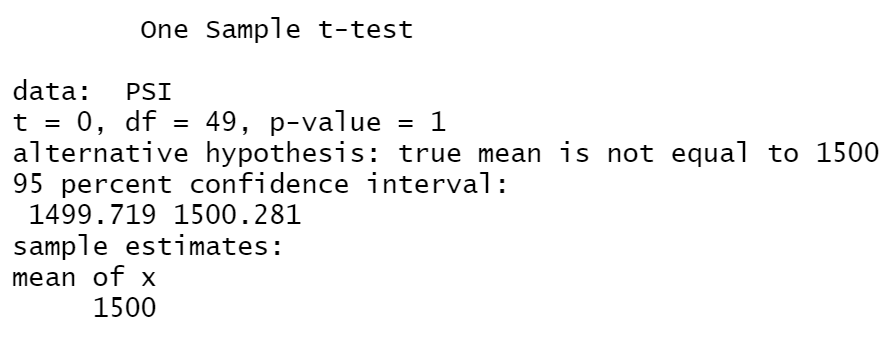 One Sample t-test
data: PSI
t = 0, df = 49, p-value = 1
alternative hypothesis: true mean is not equal to 1500
95 percent confidence interval:
1499.719 1500.281
sample estimates:
mean of x
1500